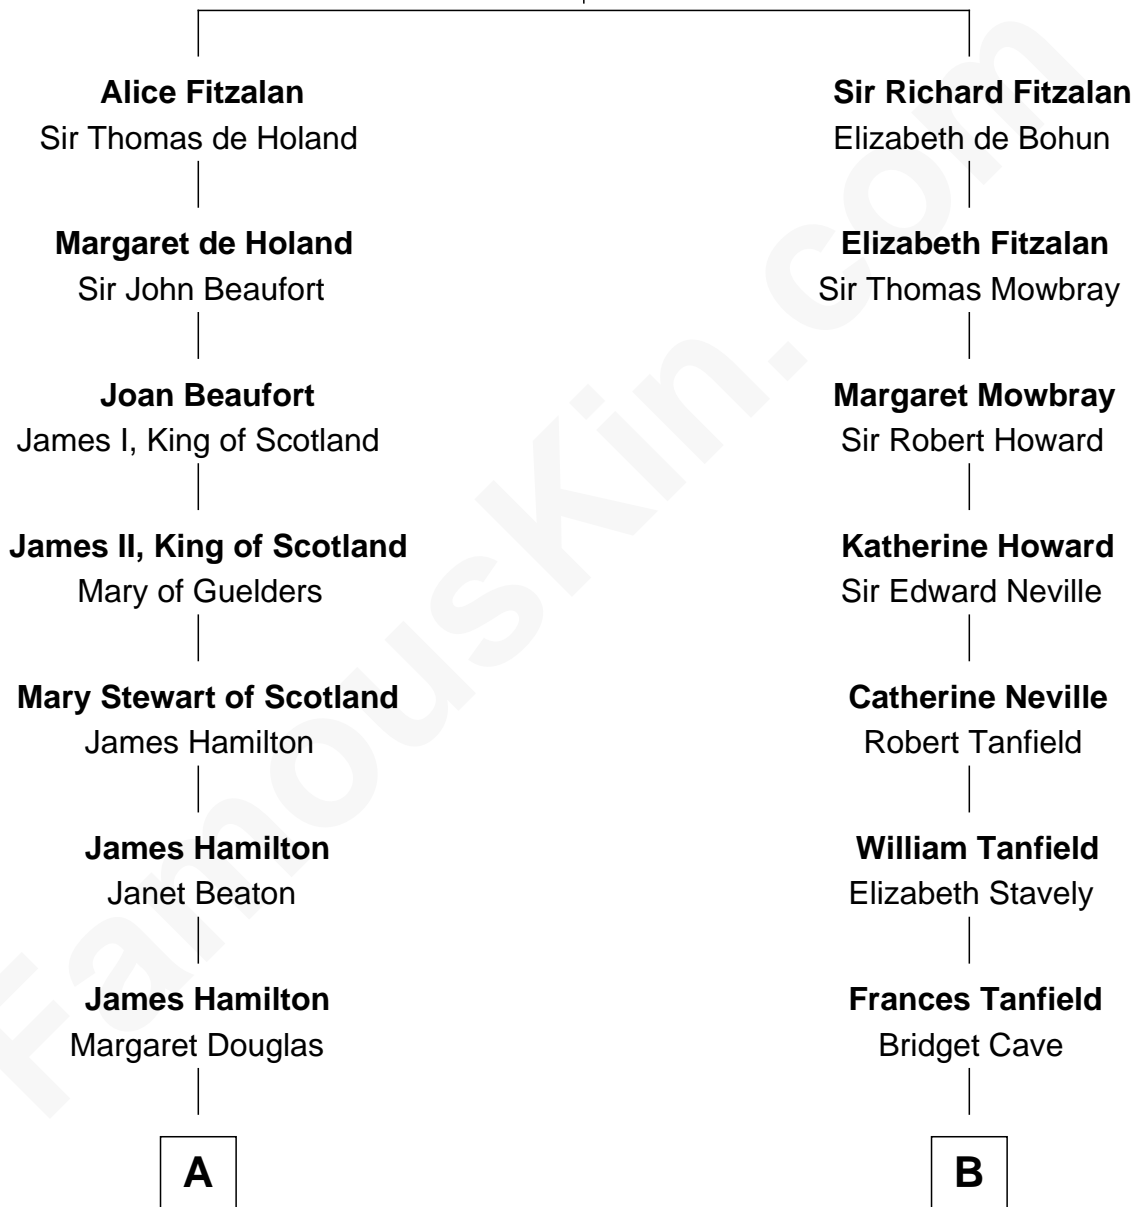 Alice Fitzalan
Sir Thomas de Holand
Margaret de Holand
Sir John Beaufort
Joan Beaufort
James I, King of Scotland
James II, King of Scotland
Mary of Guelders
Mary Stewart of Scotland
James Hamilton
James Hamilton
Janet Beaton
James Hamilton
Margaret Douglas
A
Sir Richard Fitzalan
Elizabeth de Bohun
Elizabeth Fitzalan
Sir Thomas Mowbray
Margaret Mowbray
Sir Robert Howard
Katherine Howard
Sir Edward Neville
Catherine Neville
Robert Tanfield
William Tanfield
Elizabeth Stavely
Frances Tanfield
Bridget Cave
B
FamousKin.com